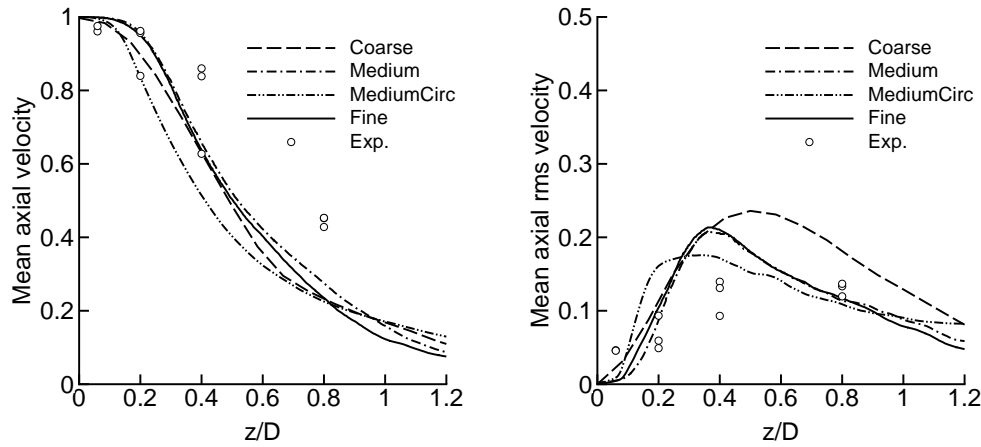 Mean axial velocity
1
0.8
0.6
0.4
0.2
0
0
0.2
0.4
0.6
0.8
1
1.2
z/D
Coarse
Medium
MediumCirc
Fine
Exp.
Mean axial rms velocity
0.5
0.4
0.3
0.2
0.1
0
0
0.2
0.4
0.6
0.8
1
1.2
z/D
Coarse
Medium
MediumCirc
Fine
Exp.